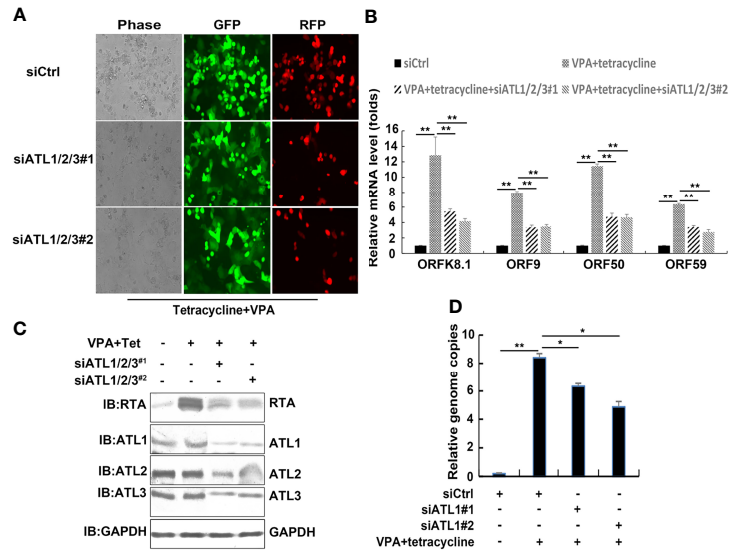 A
Phase GFP RFP
siCtrl
siATL1/2/3#1
siATL1/2/3#2
Tetracycline+VPA
B
siCtrl VPA+tetracycline
VPA+tetracycline+siATL1/2/3#1 VPA+tetracycline+siATL1/2/3#2
Relative mRNA level (folds)
16
14
12
10
8
6
4
2
0
** ** **
** ** **
** ** **
** ** **
ORFK8.1 ORF9 ORF50 ORF59
C
VPA+Tet - + + +
siATL1/2/3#1 - - + -
siATL1/2/3#2 - - - +
IB:RTA RTA
IB:ATL1 ATL1
IB:ATL2 ATL2
IB:ATL3 ATL3
IB:GAPDH GAPDH
D
Relative genome copies
10
8
6
4
2
0
** * *
siCtrl + + - -
siATL1#1 - - + -
siATL1#2 - - - +
VPA+tetracycline - + + +